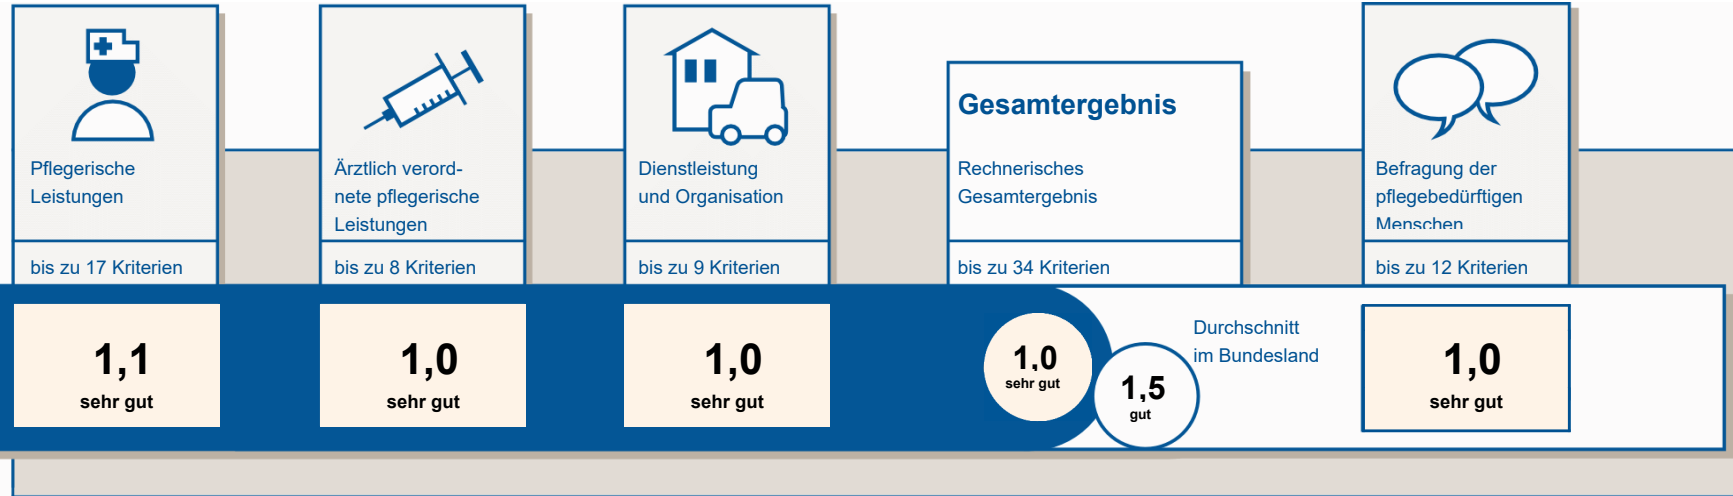 Pflegerische
Leistungen
bis zu 17 Kriterien
1,1
sehr gut
Ärztlich verord-
nete pflegerische
Leistungen
bis zu 8 Kriterien
1,0
sehr gut
Dienstleistung
und Organisation
bis zu 9 Kriterien
1,0
sehr gut
Gesamtergebnis
Rechnerisches
Gesamtergebnis
bis zu 34 Kriterien
1,0
sehr gut
1,5
gut
Durchschnitt
im Bundesland
Befragung der
pflegebedürftigen
Menschen
bis zu 12 Kriterien
1,0
sehr gut